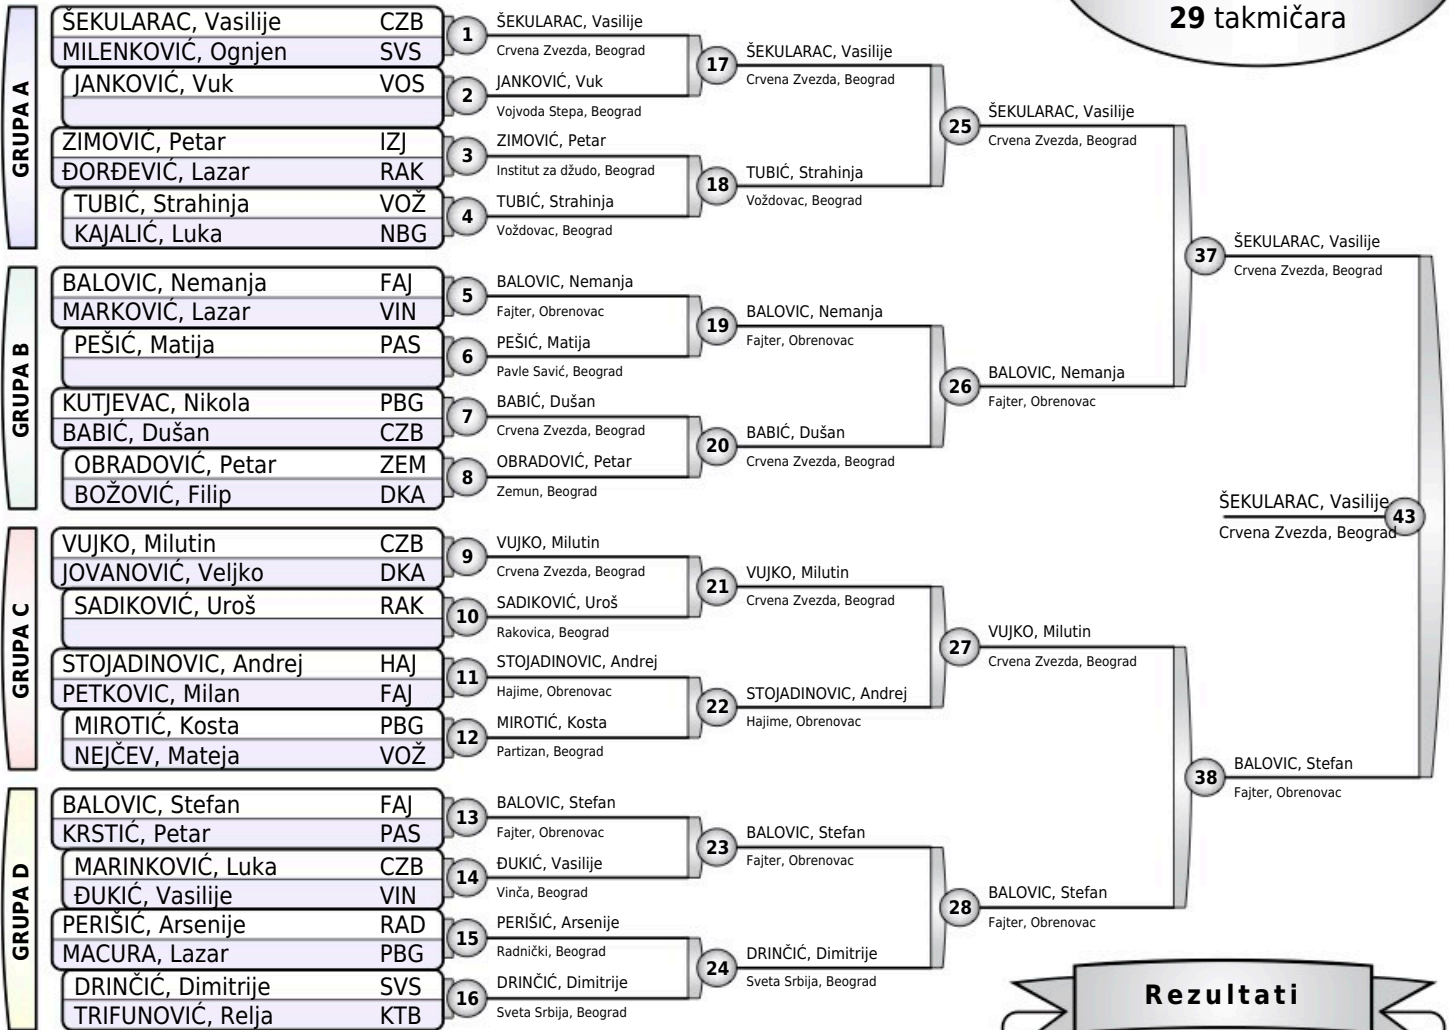 29 takmičara
GRUPA A
ŠEKULARAC, Vasilije CZB
MILENKOVIĆ, Ognjen SVS
JANKOVIĆ, Vuk VOS
ZIMOVIĆ, Petar IZJ
ĐORĐEVIĆ, Lazar RAK
TUBIĆ, Strahinja VOŽ
KAJALIĆ, Luka NBG
GRUPA B
BALOVIC, Nemanja FAJ
MARKOVIĆ, Lazar VIN
PEŠIĆ, Matija PAS
KUTJEVAC, Nikola PBG
BABIĆ, Dušan CZB
OBRADOVIĆ, Petar ZEM
BOŽOVIĆ, Filip DKA
GRUPA C
VUJKO, Milutin CZB
JOVANOVIĆ, Veljko DKA
SADIKOVIĆ, Uroš RAK
STOJADINOVIC, Andrej HAJ
PETKOVIC, Milan FAJ
MIROTIĆ, Kosta PBG
NEJČEV, Mateja VOŽ
GRUPA D
BALOVIC, Stefan FAJ
KRSTIĆ, Petar PAS
MARINKOVIĆ, Luka CZB
ĐUKIĆ, Vasilije VIN
PERIŠIĆ, Arsenije RAD
MACURA, Lazar PBG
DRINČIĆ, Dimitrije SVS
TRIFUNOVIĆ, Relja KTB
1
ŠEKULARAC, Vasilije
Crvena Zvezda, Beograd
2
JANKOVIĆ, Vuk
Vojvoda Stepa, Beograd
3
ZIMOVIĆ, Petar
Institut za džudo, Beograd
4
TUBIĆ, Strahinja
Voždovac, Beograd
5
BALOVIC, Nemanja
Fajter, Obrenovac
6
PEŠIĆ, Matija
Pavle Savić, Beograd
7
BABIĆ, Dušan
Crvena Zvezda, Beograd
8
OBRADOVIĆ, Petar
Zemun, Beograd
9
VUJKO, Milutin
Crvena Zvezda, Beograd
10
SADIKOVIĆ, Uroš
Rakovica, Beograd
11
STOJADINOVIC, Andrej
Hajime, Obrenovac
12
MIROTIĆ, Kosta
Partizan, Beograd
13
BALOVIC, Stefan
Fajter, Obrenovac
14
ĐUKIĆ, Vasilije
Vinča, Beograd
15
PERIŠIĆ, Arsenije
Radnički, Beograd
16
DRINČIĆ, Dimitrije
Sveta Srbija, Beograd
17
ŠEKULARAC, Vasilije
Crvena Zvezda, Beograd
18
TUBIĆ, Strahinja
Voždovac, Beograd
19
BALOVIC, Nemanja
Fajter, Obrenovac
20
BABIĆ, Dušan
Crvena Zvezda, Beograd
21
VUJKO, Milutin
Crvena Zvezda, Beograd
22
STOJADINOVIC, Andrej
Hajime, Obrenovac
23
BALOVIC, Stefan
Fajter, Obrenovac
24
DRINČIĆ, Dimitrije
Sveta Srbija, Beograd
25
ŠEKULARAC, Vasilije
Crvena Zvezda, Beograd
26
BALOVIC, Nemanja
Fajter, Obrenovac
27
VUJKO, Milutin
Crvena Zvezda, Beograd
28
BALOVIC, Stefan
Fajter, Obrenovac
37
ŠEKULARAC, Vasilije
Crvena Zvezda, Beograd
38
BALOVIC, Stefan
Fajter, Obrenovac
ŠEKULARAC, Vasilije
Crvena Zvezda, Beograd
43
Rezultati